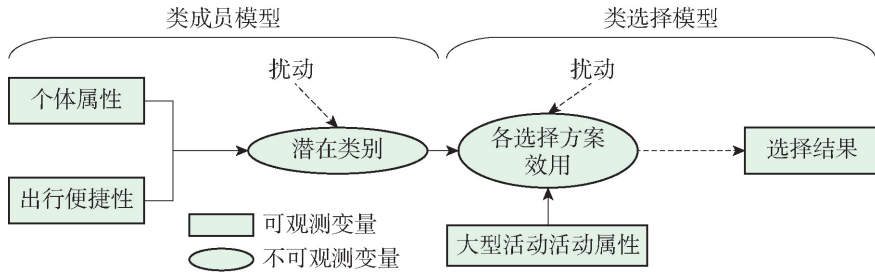 类成员模型
类选择模型
扰动
扰动
个体属性
潜在类别
各选择方案
效用
选择结果
出行便捷性
可观测变量
不可观测变量
大型活动活动属性